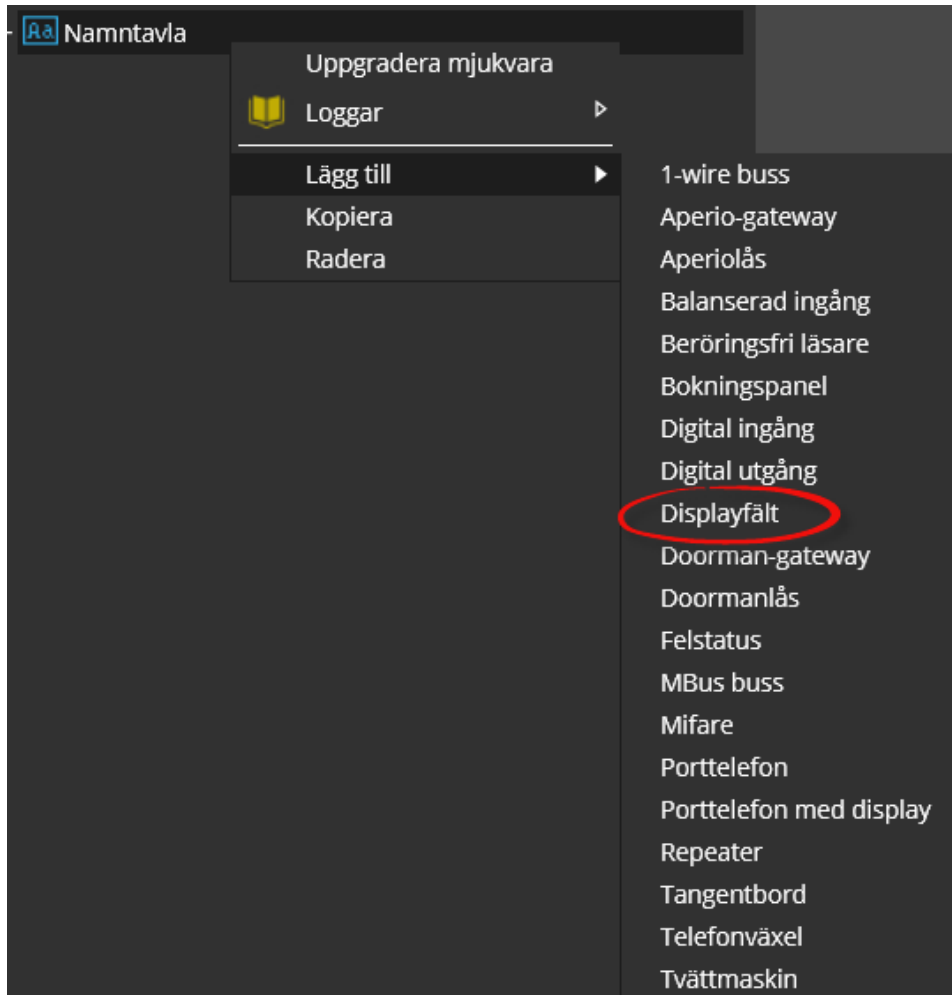 Aa Namntavla
Uppgradera mjukvara
Loggar
Lägg till
Kopiera
Radera
1-wire buss
Aperio-gateway
Aperiolås
Balanserad ingång
Beröringsfri läsare
Bokningspanel
Digital ingång
Digital utgång
Displayfält
Doorman-gateway
Doormanlås
Felstatus
MBus buss
Mifare
Porttelefon
Porttelefon med display
Repeater
Tangentbord
Telefonväxel
Tvättmaskin